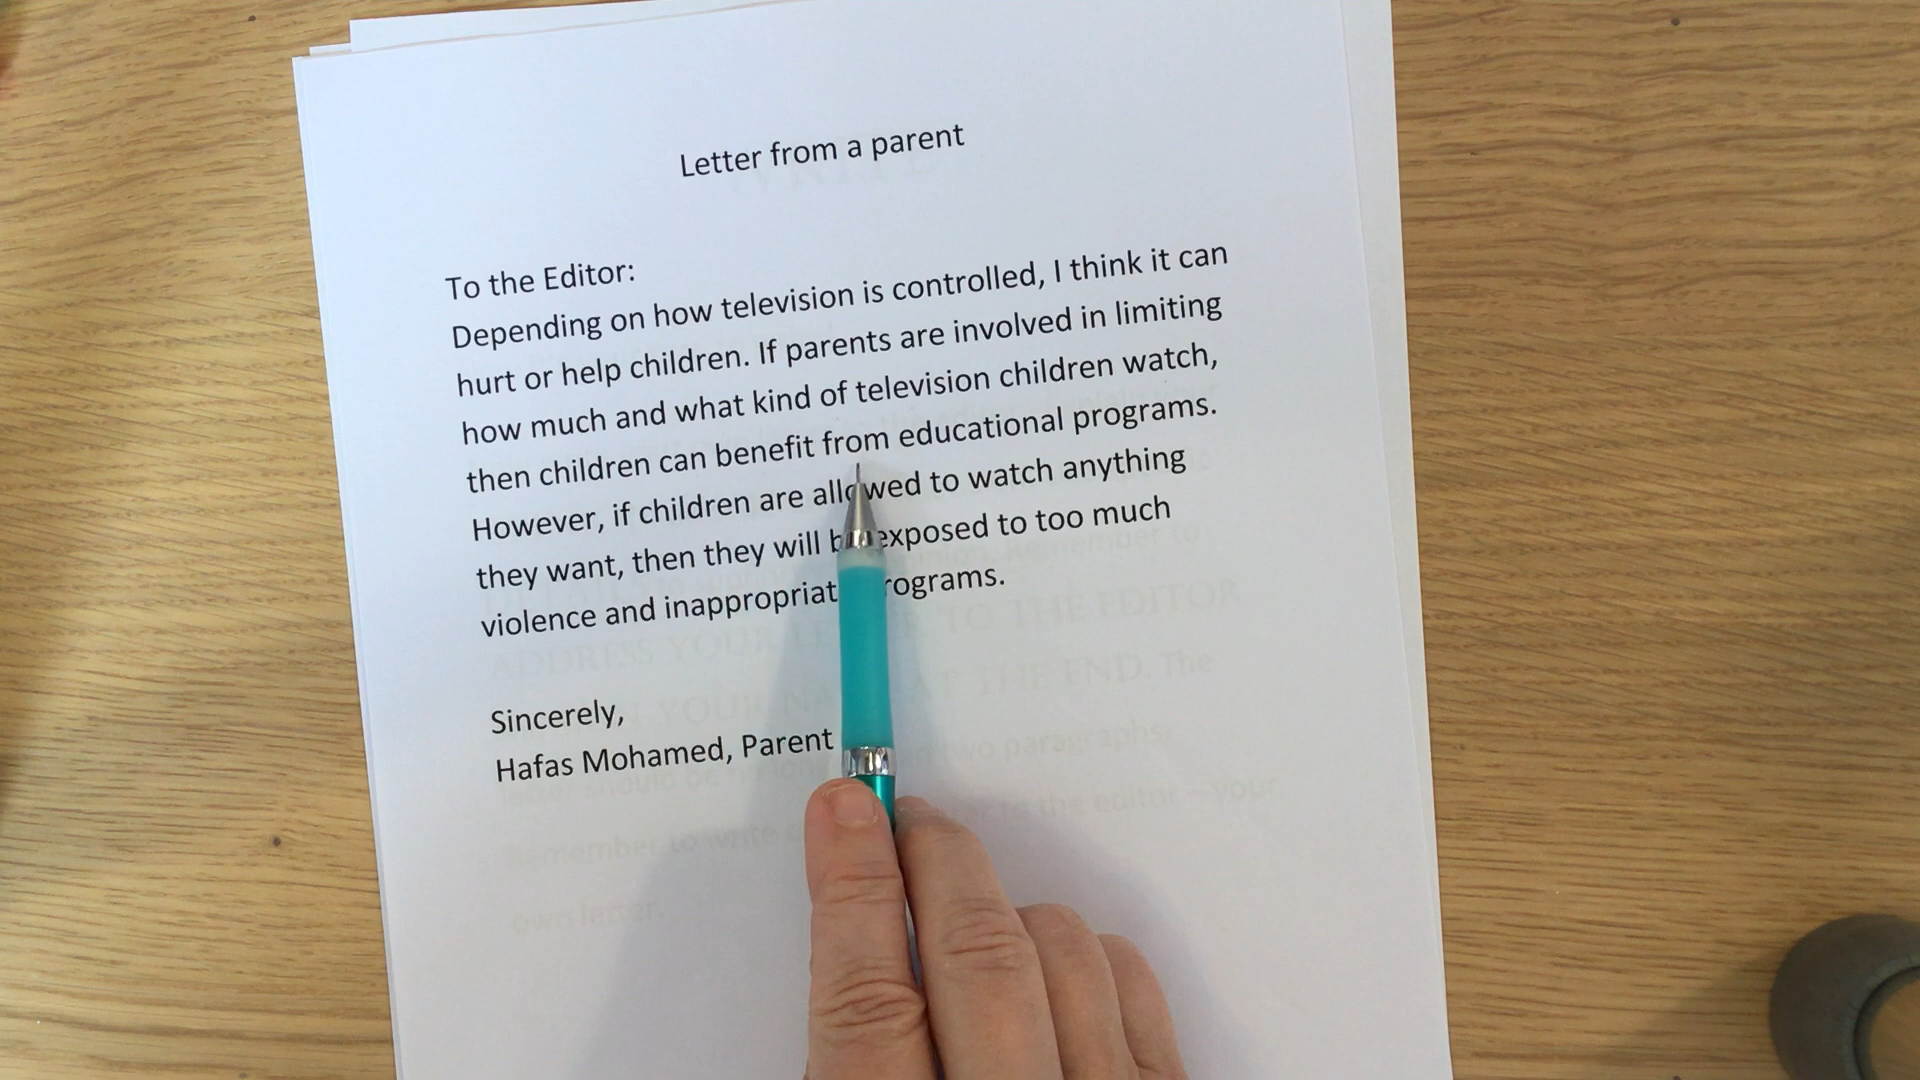 Letter from a parent
To the Editor:
Depending on how television is controlled, I think it can
hurt or help children. If parents are involved in limiting
how much and what kind of television children watch,
then children can benefit from educational programs.
However, if children are allowed to watch anything
they want, then they will be exposed to too much
violence and inappropriate programs.
Sincerely,
Hafas Mohamed, Parent